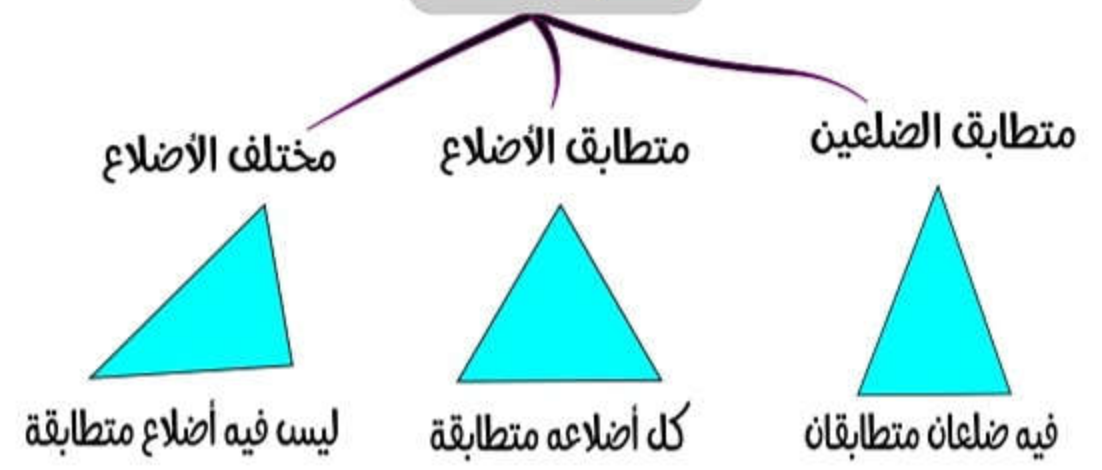 متطابق الضلعين
متطابق الأضلاع
مختلف الأضلاع
فيه ضلعان متطابقان
كل أضلاعه متطابقة
ليس فيه أضلاع متطابقة